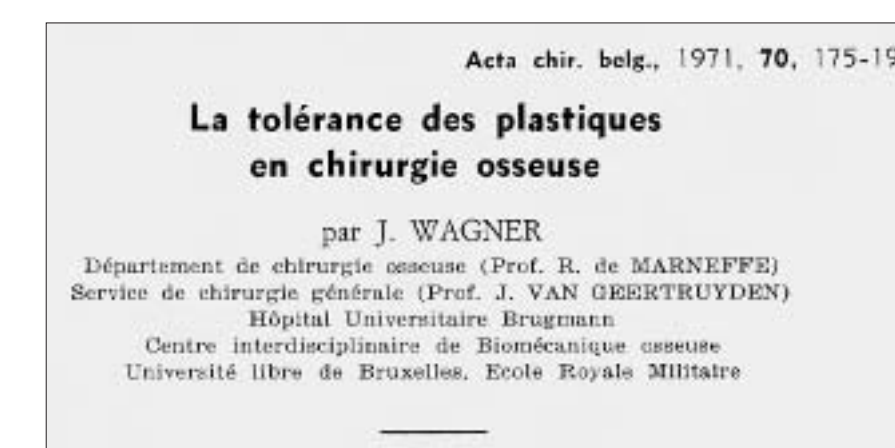 Acta chir. belg., 1971, 70, 175-19
La tolérance des plastiques
en chirurgie osseuse
par J. WAGNER
Département de chirurgie osseuse (Prof. R. de MARNEFFE)
Service de chirurgie générale (Prof. J. VAN GEERTRUYDEN)
Hôpital Universitaire Brugmann
Centre interdisciplinaire de Biomécanique osseuse
Université libre de Bruxelles, Ecole Royale Militaire